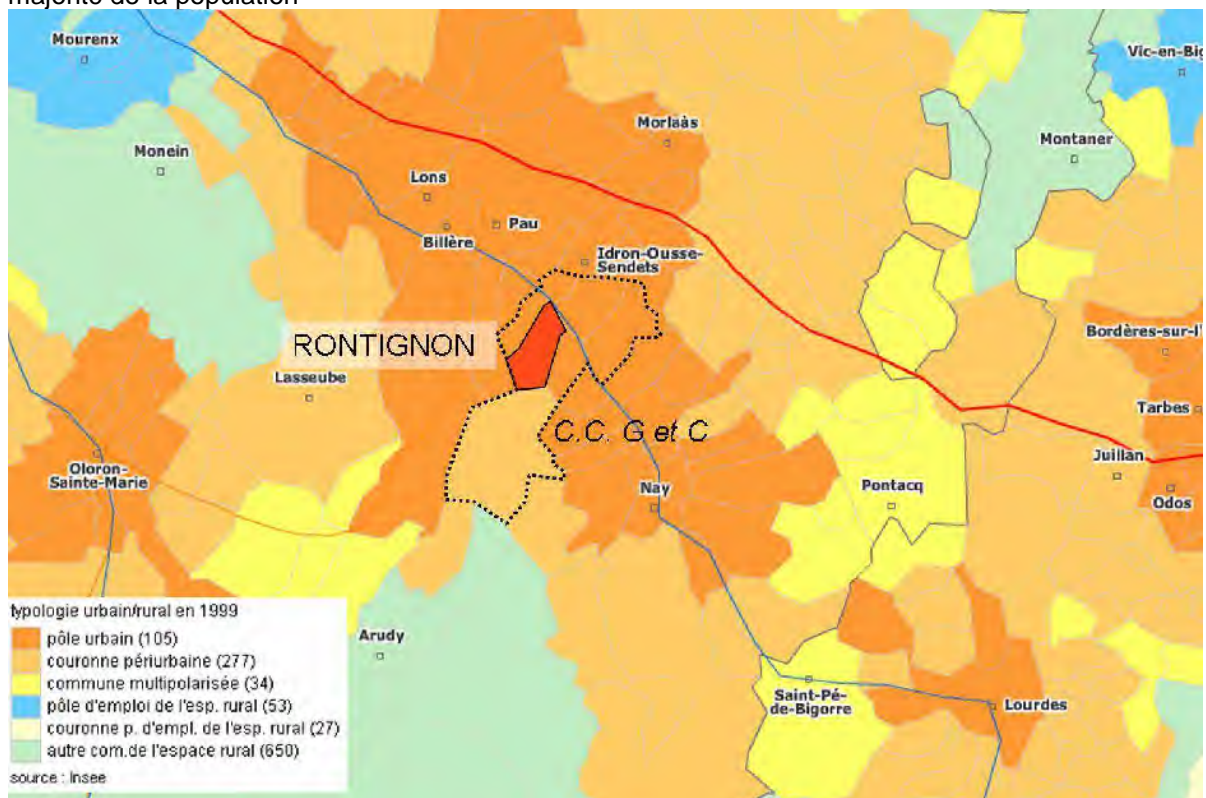 majorité de la population
Mourenx
Vic-en-Big
Morlaàs
Montaner
Monein
Lons
Pau
Billère
Idron-Ousse-
Sendets
RONTIGNON
Bordères-sur-l'
Lasseube
Tarbes
C.C. G et C
Juillan
Oloron-
Sainte-Marie
Nay
Pontacq
Odos
typologie urbain/rural en 1999
pôle urbain (105)
couronne périurbaine (277)
commune multipolarisée (34)
pôle d'emploi de l'esp. rural (53)
couronne p. d'empl. de l'esp. rural (27)
autre com.de l'espace rural (650)
source : Insee
Arudy
Saint-Pé-
de-Bigorre
Lourdes